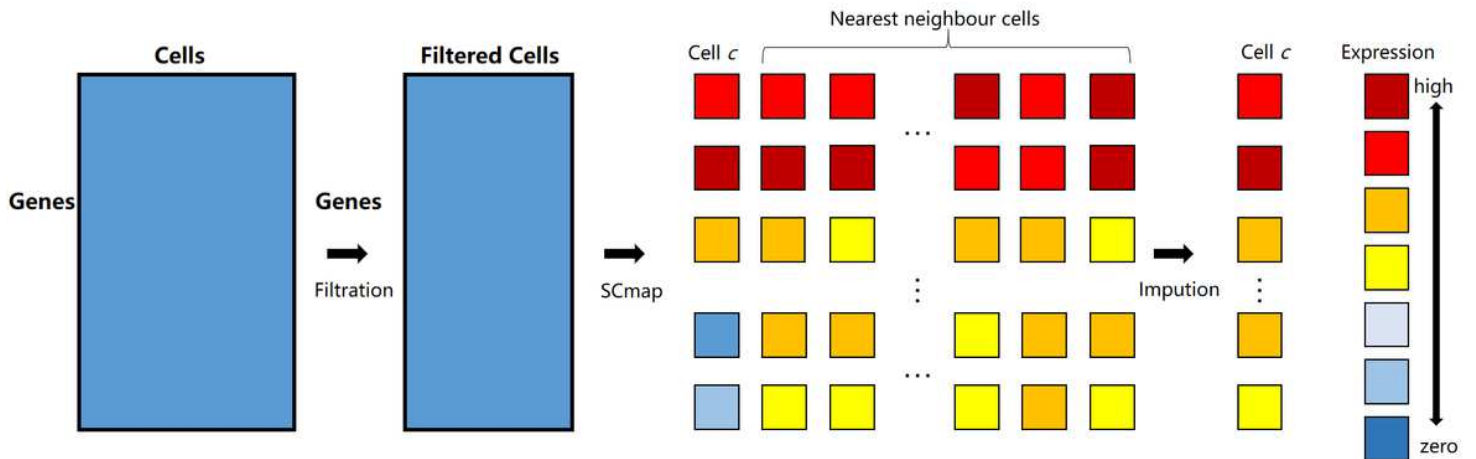 Nearest neighbour cells
Cells
Filtered Cells
Cell c
Cell c
Expression
high
...
Genes
Genes
Filtration
SCmap
Impution
...
zero